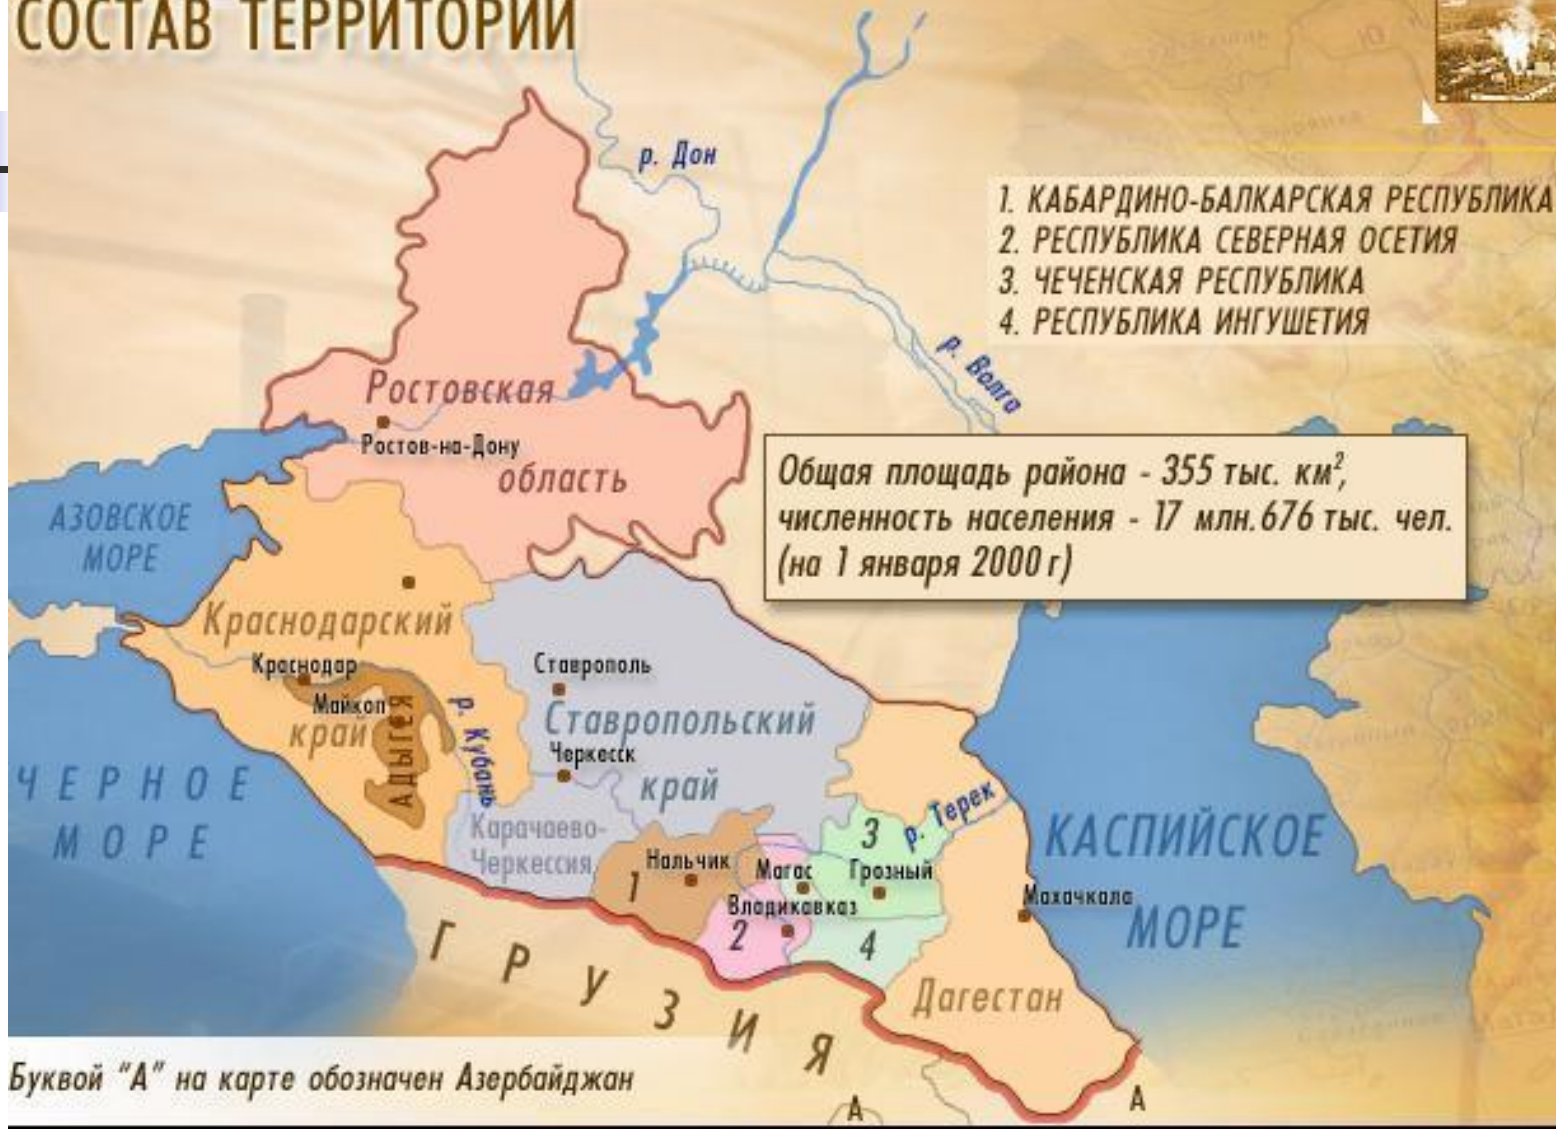 СОСТАВ ТЕРРИТОРИИ
р. Дон
1. КАБАРДИНО-БАЛКАРСКАЯ РЕСПУБЛИКА
2. РЕСПУБЛИКА СЕВЕРНАЯ ОСЕТИЯ
3. ЧЕЧЕНСКАЯ РЕСПУБЛИКА
4. РЕСПУБЛИКА ИНГУШЕТИЯ
р. Волга
Ростовская
Ростов-на-Дону
область
Общая площадь района - 355 тыс. км²,
численность населения - 17 млн.676 тыс. чел.
(на 1 января 2000 г)
АЗОВСКОЕ
МОРЕ
Краснодарский
Краснодар
Майкоп
край
АДЫГЕЯ
р. Кубань
Ставрополь
Ставропольский
Черкесск
край
ЧЕРНОЕ
МОРЕ
Карачаево-
Черкессия
1
Нальчик
Магас
Владикавказ
2
3
Грозный
4
р. Терек
КАСПИЙСКОЕ
Махачкала
МОРЕ
Дагестан
ГРУЗИЯ
Буквой "А" на карте обозначен Азербайджан
А
А